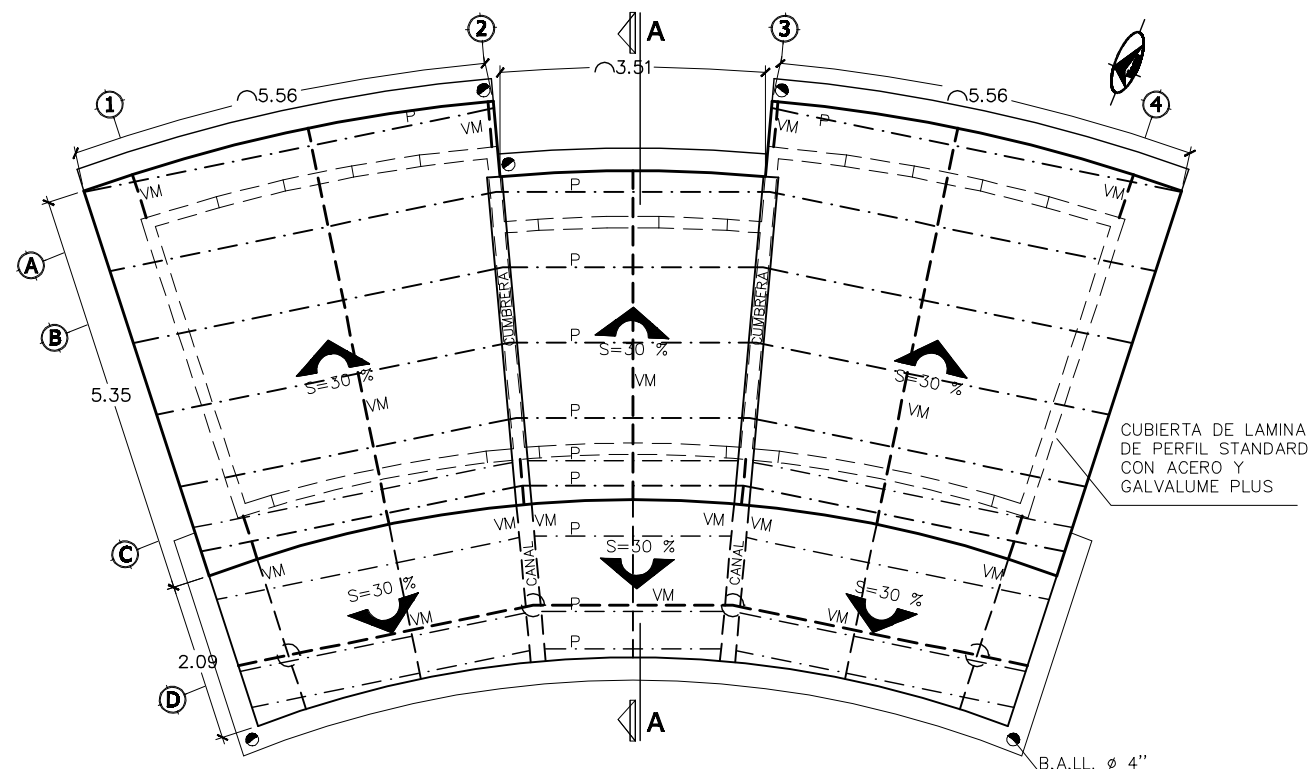 2
A
3
1
5.56
3.51
5.56
4
P
VM
VM
P
VM
VM
P
A
P
CUMBRERA
CUMBRERA
B
P
S=30 %
S=30 %
S=30 %
5.35
VM
VM
VM
P
CUBIERTA DE LAMINA
DE PERFIL STANDARD
CON ACERO Y
GALVALUME PLUS
P
P
VM
VM
VM
VM
P
C
S=30 %
CANAL
CANAL
VM
VM
S=30 %
S=30 %
VM
P
VM
VM
P
2.09
D
A
B.A.LL. ø 4''